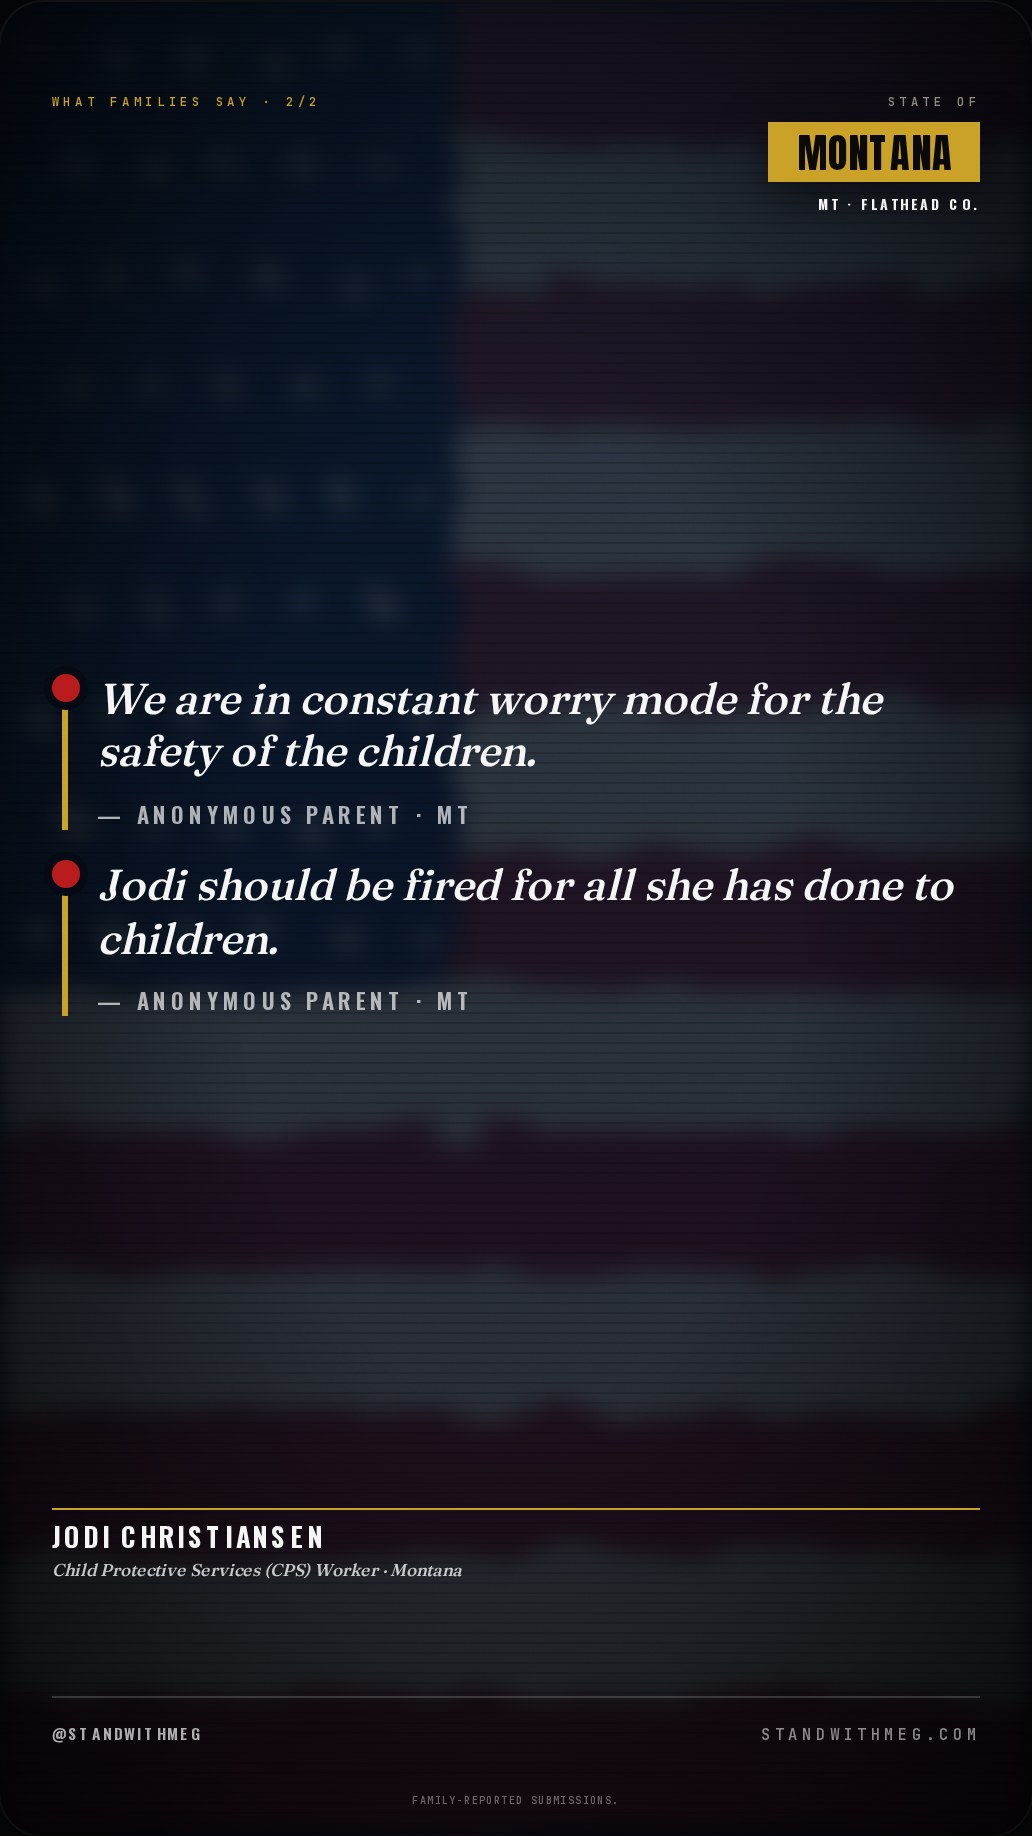 WHAT FAMILIES SAY · 2/2
STATE OF
MONTANA
MT · FLATHEAD CO.
We are in constant worry mode for the
safety of the children.
— ANONYMOUS PARENT · MT
Jodi should be fired for all she has done to
children.
— ANONYMOUS PARENT · MT
JODI CHRISTIANSEN
Child Protective Services (CPS) Worker · Montana
@STANDWITHMEG
STANDWITHMEG.COM
FAMILY-REPORTED SUBMISSIONS.